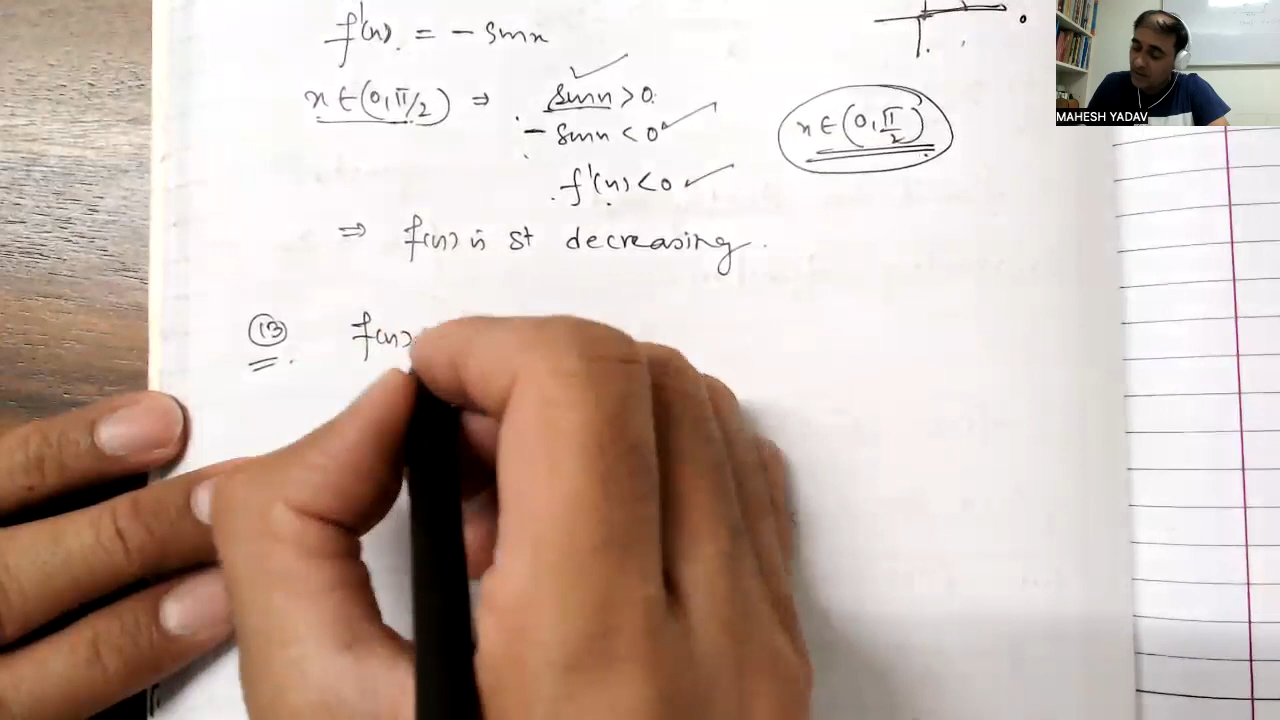 f'(x) = - sinx
x ∈ (0, π/2) ⇒ sinx > 0.
- sinx < 0
x ∈ (0, π/2)
f'(x) < 0
⇒ f(x) is st decreasing.
(13) f(x)
MAHESH YADAV